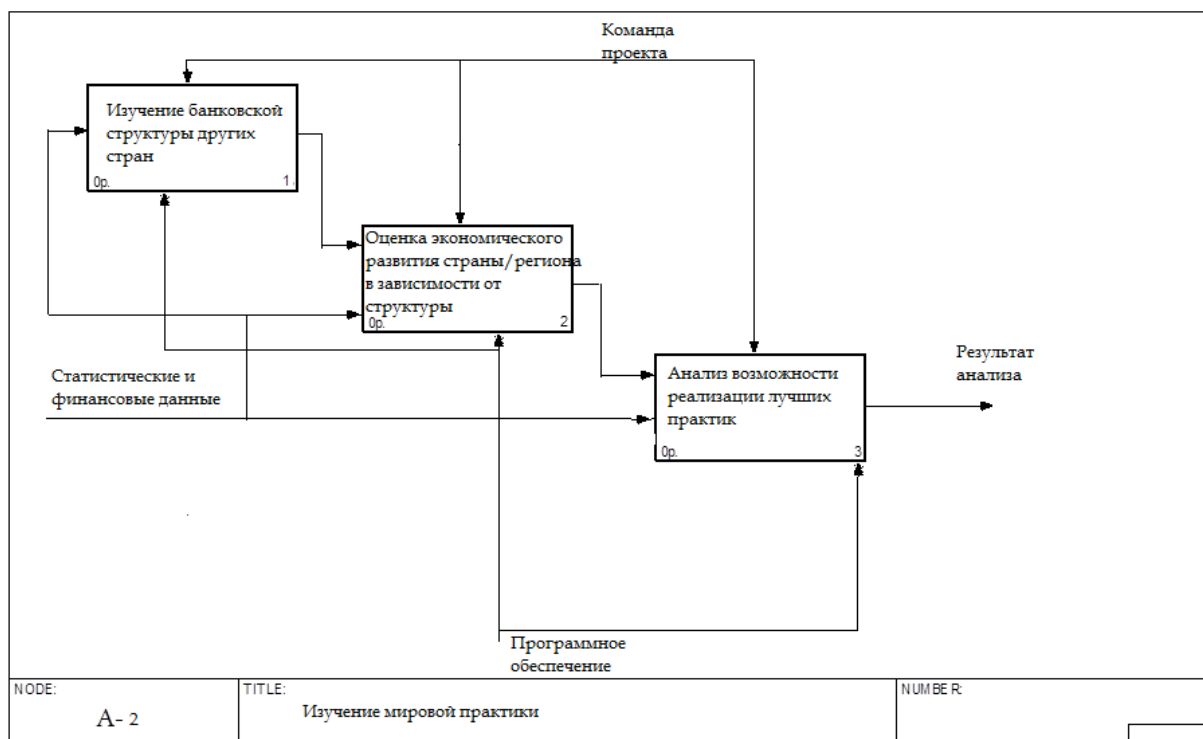 Команда
проекта
Изучение банковской
структуры других
стран
0р.
1
Оценка экономического
развития страны/региона
в зависимости от
структуры
0р.
2
Статистические и
финансовые данные
Анализ возможности
реализации лучших
практик
0р.
3
Результат
анализа
Программное
обеспечение
NODE:
А- 2
TITLE:
Изучение мировой практики
NUMBER: